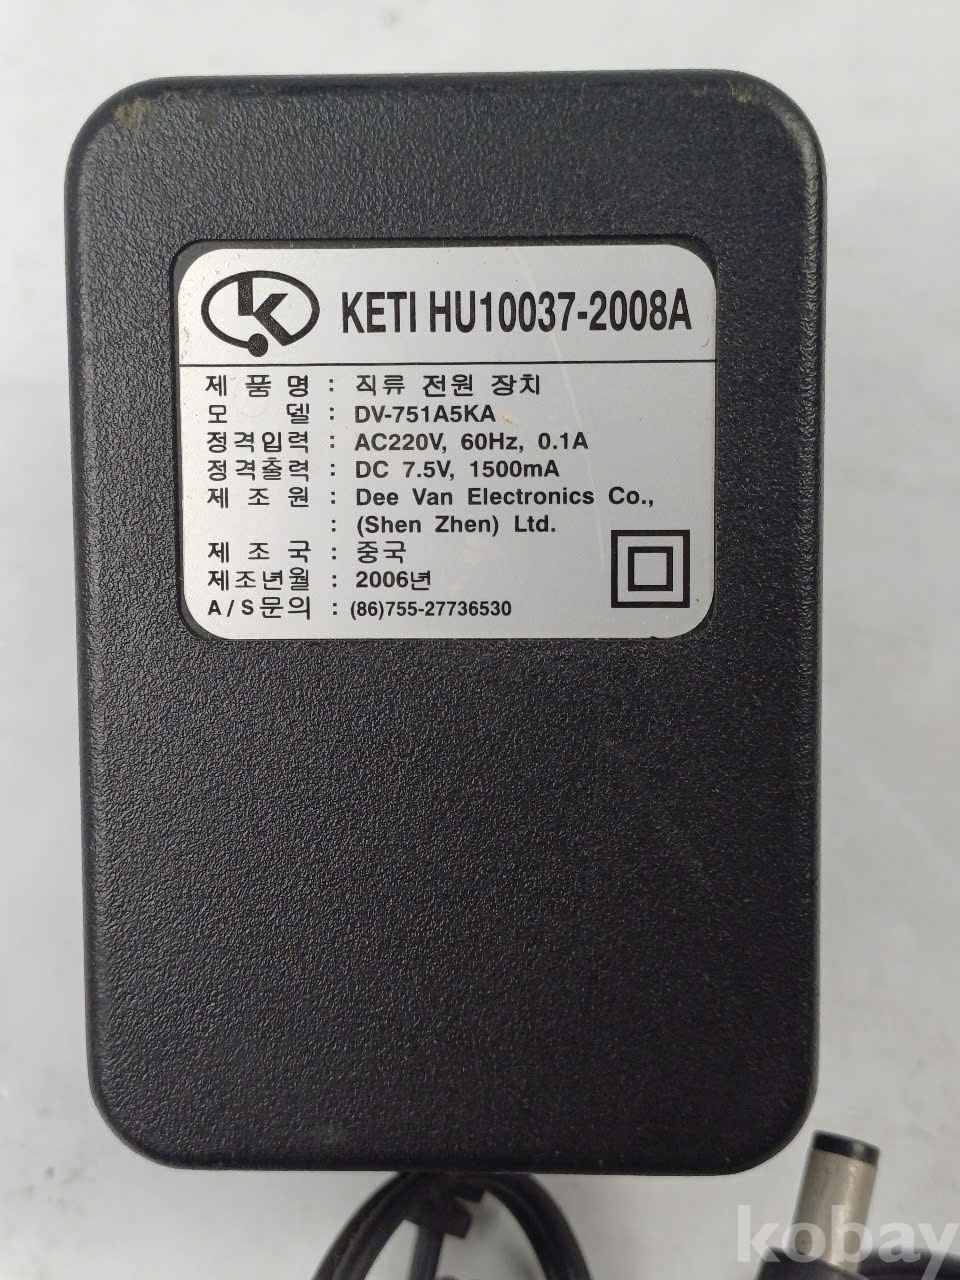 KETI HU10037-2008A
제 품 명 : 직류 전원 장치
모 델 : DV-751A5KA
정격입력 : AC220V, 60Hz, 0.1A
정격출력 : DC 7.5V, 1500mA
제 조 원 : Dee Van Electronics Co.,
: (Shen Zhen) Ltd.
제 조 국 : 중국
제조년월 : 2006년
A/S문의 : (86)755-27736530
kobay